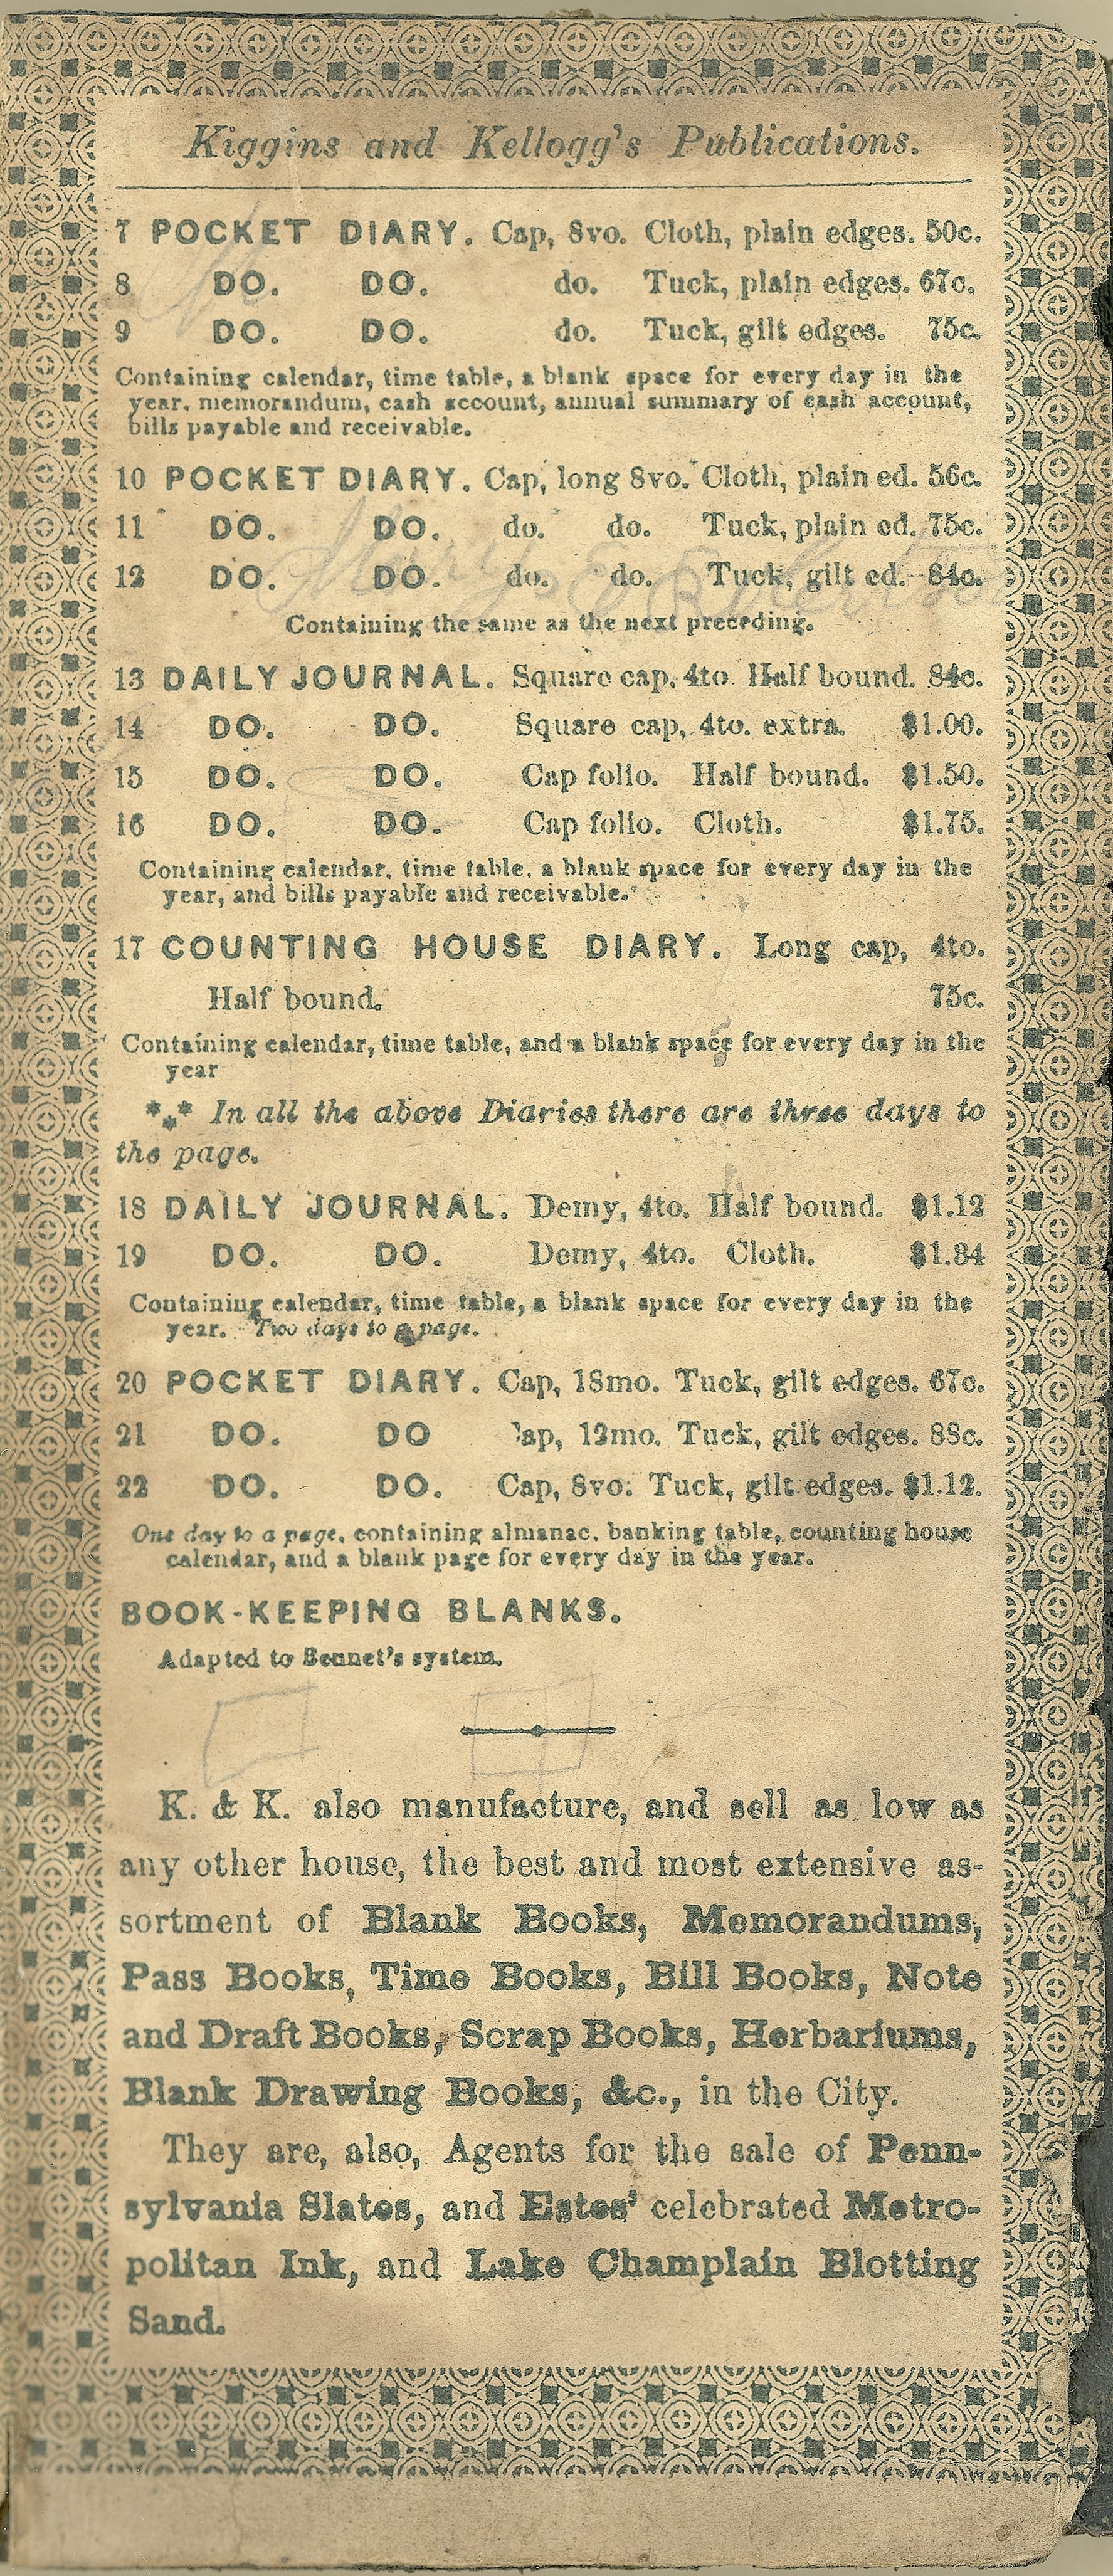 Kiggins and Kellogg's Publications.
7 POCKET DIARY. Cap, 8vo. Cloth, plain edges. 50c.
8 DO. DO. do. Tuck, plain edges. 67c.
9 DO. DO. do. Tuck, gilt edges. 75c.
Containing calendar, time table, a blank space for every day in the
year, memorandum, cash account, annual summary of cash account,
bills payable and receivable.
10 POCKET DIARY. Cap, long 8vo. Cloth, plain ed. 56c.
11 DO. DO. do. do. Tuck, plain ed. 75c.
12 DO. DO. do. do. Tuck, gilt ed. 84c.
Containing the same as the next preceding.
13 DAILY JOURNAL. Square cap, 4to. Half bound. 84c.
14 DO. DO. Square cap, 4to. extra. $1.00.
15 DO. DO. Cap folio. Half bound. $1.50.
16 DO. DO. Cap folio. Cloth. $1.75.
Containing calendar, time table, a blank space for every day in the
year, and bills payable and receivable.
17 COUNTING HOUSE DIARY. Long cap, 4to.
Half bound. 75c.
Containing calendar, time table, and a blank space for every day in the
year
*⁎* In all the above Diaries there are three days to
the page.
18 DAILY JOURNAL. Demy, 4to. Half bound. $1.12
19 DO. DO. Demy, 4to. Cloth. $1.34
Containing calendar, time table, a blank space for every day in the
year. Two days to a page.
20 POCKET DIARY. Cap, 18mo. Tuck, gilt edges. 67c.
21 DO. DO ap, 12mo. Tuck, gilt edges. 88c.
22 DO. DO. Cap, 8vo. Tuck, gilt edges. $1.12.
One day to a page, containing almanac, banking table, counting house
calendar, and a blank page for every day in the year.
BOOK-KEEPING BLANKS.
Adapted to Bennet's system.
K. & K. also manufacture, and sell as low as
any other house, the best and most extensive as-
sortment of Blank Books, Memorandums,
Pass Books, Time Books, Bill Books, Note
and Draft Books, Scrap Books, Herbariums,
Blank Drawing Books, &c., in the City.
They are, also, Agents for the sale of Penn-
sylvania Slates, and Estes' celebrated Metro-
politan Ink, and Lake Champlain Blotting
Sand.